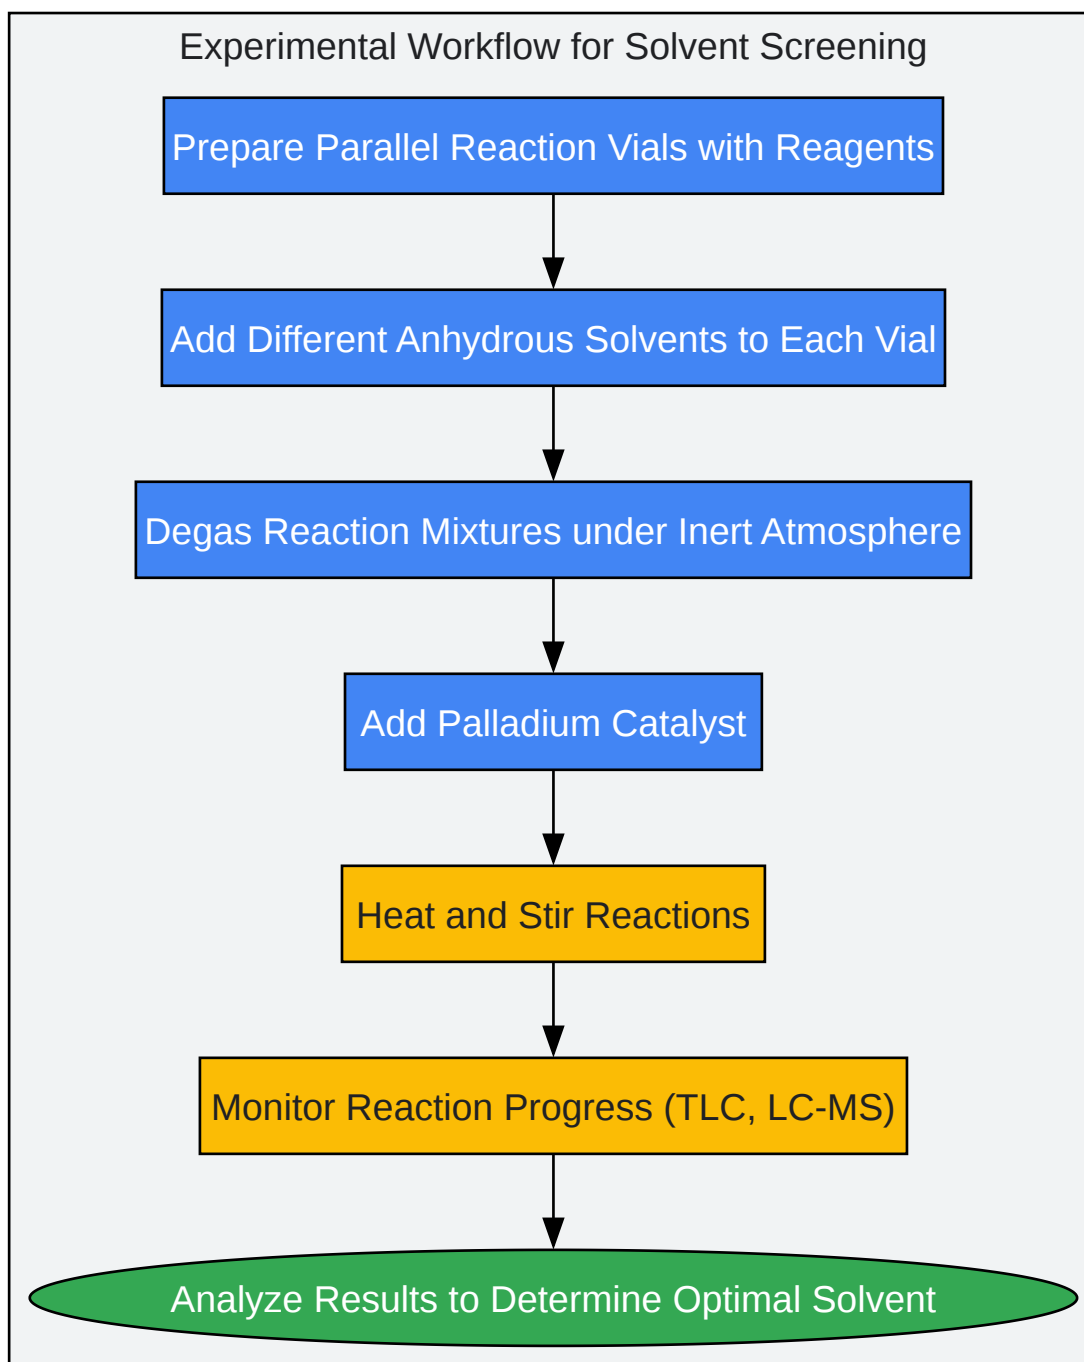 Experimental Workflow for Solvent Screening
Prepare Parallel Reaction Vials with Reagents
Add Different Anhydrous Solvents to Each Vial
Degas Reaction Mixtures under Inert Atmosphere
Add Palladium Catalyst
Heat and Stir Reactions
Monitor Reaction Progress (TLC, LC-MS)
Analyze Results to Determine Optimal Solvent